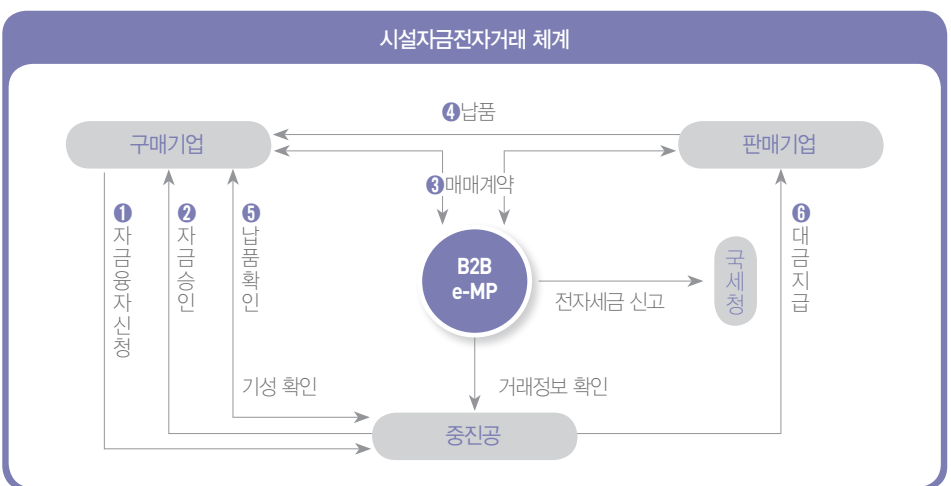 시설자금전자거래 체계
❹납품
구매기업
판매기업
❸매매계약
❶자금융자신청
❷자금승인
❺납품확인
❻대금지급
B2B
e-MP
국세청
전자세금 신고
기성 확인
거래정보 확인
중진공